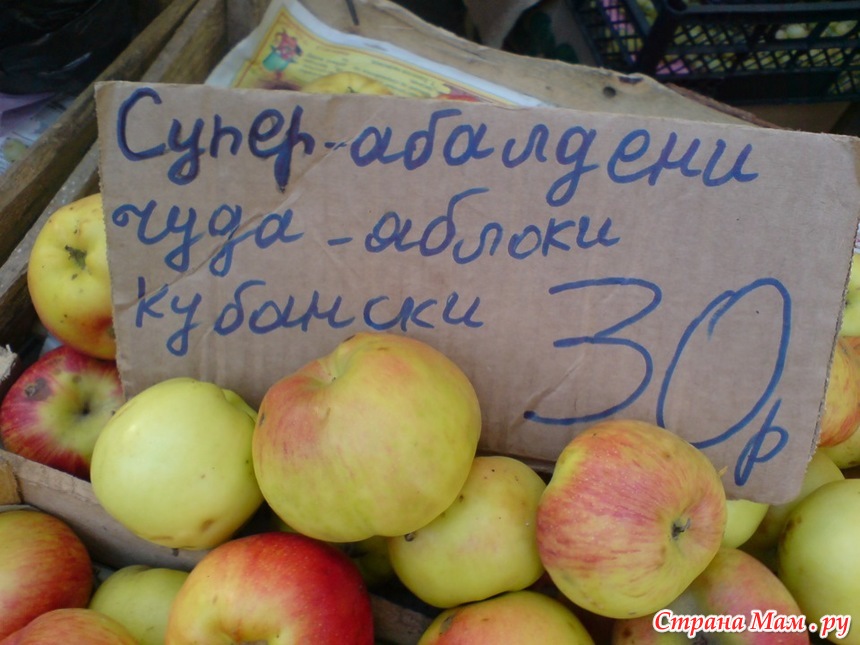 Супер-абалдени
чуда-яблоки
кубански 30р
Страна Мам.ру